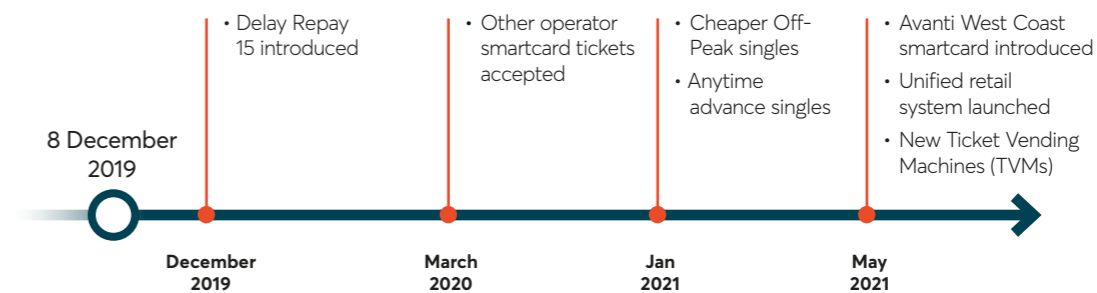 8 December
2019
• Delay Repay
15 introduced
• Other operator
smartcard tickets
accepted
• Cheaper Off-
Peak singles
• Anytime
advance singles
• Avanti West Coast
smartcard introduced
• Unified retail
system launched
• New Ticket Vending
Machines (TVMs)
December
2019
March
2020
Jan
2021
May
2021